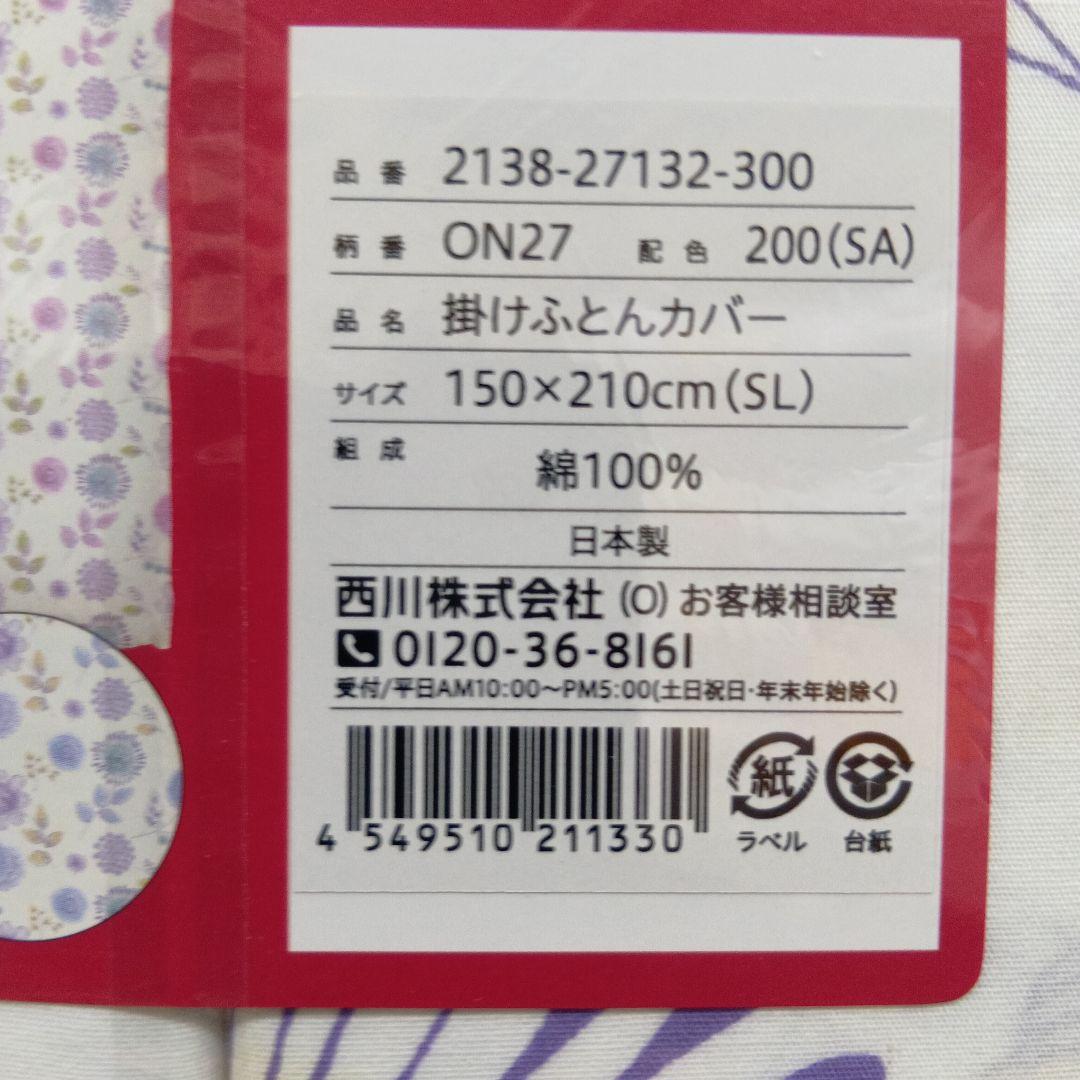 品番 2138-27132-300
柄番 ON27 配色 200(SA)
品名 掛けふとんカバー
サイズ 150×210cm(SL)
組成 綿100%
日本製
西川株式会社(O)お客様相談室
0120-36-8161
受付/平日AM10:00〜PM5:00(土日祝日・年末年始除く)
4 549510 211330
紙
ラベル 台紙